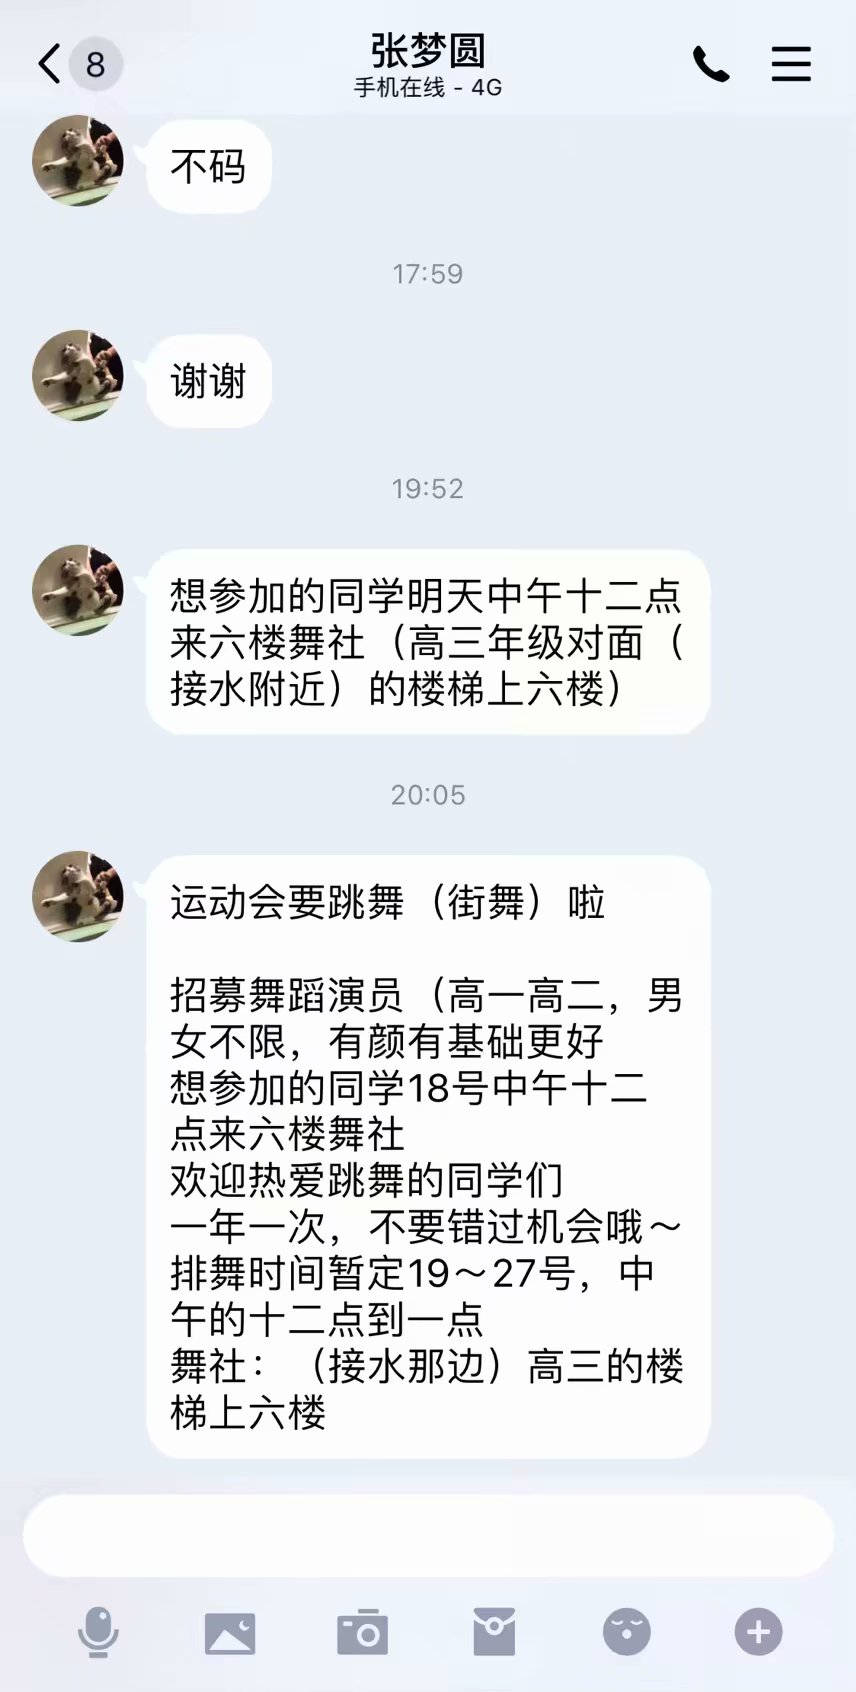 8
张梦圆
手机在线 - 4G
不码
17:59
谢谢
19:52
想参加的同学明天中午十二点
来六楼舞社（高三年级对面（
接水附近）的楼梯上六楼）
20:05
运动会要跳舞（街舞）啦
招募舞蹈演员（高一高二，男
女不限，有颜有基础更好
想参加的同学18号中午十二
点来六楼舞社
欢迎热爱跳舞的同学们
一年一次，不要错过机会哦～
排舞时间暂定19～27号，中
午的十二点到一点
舞社：（接水那边）高三的楼
梯上六楼